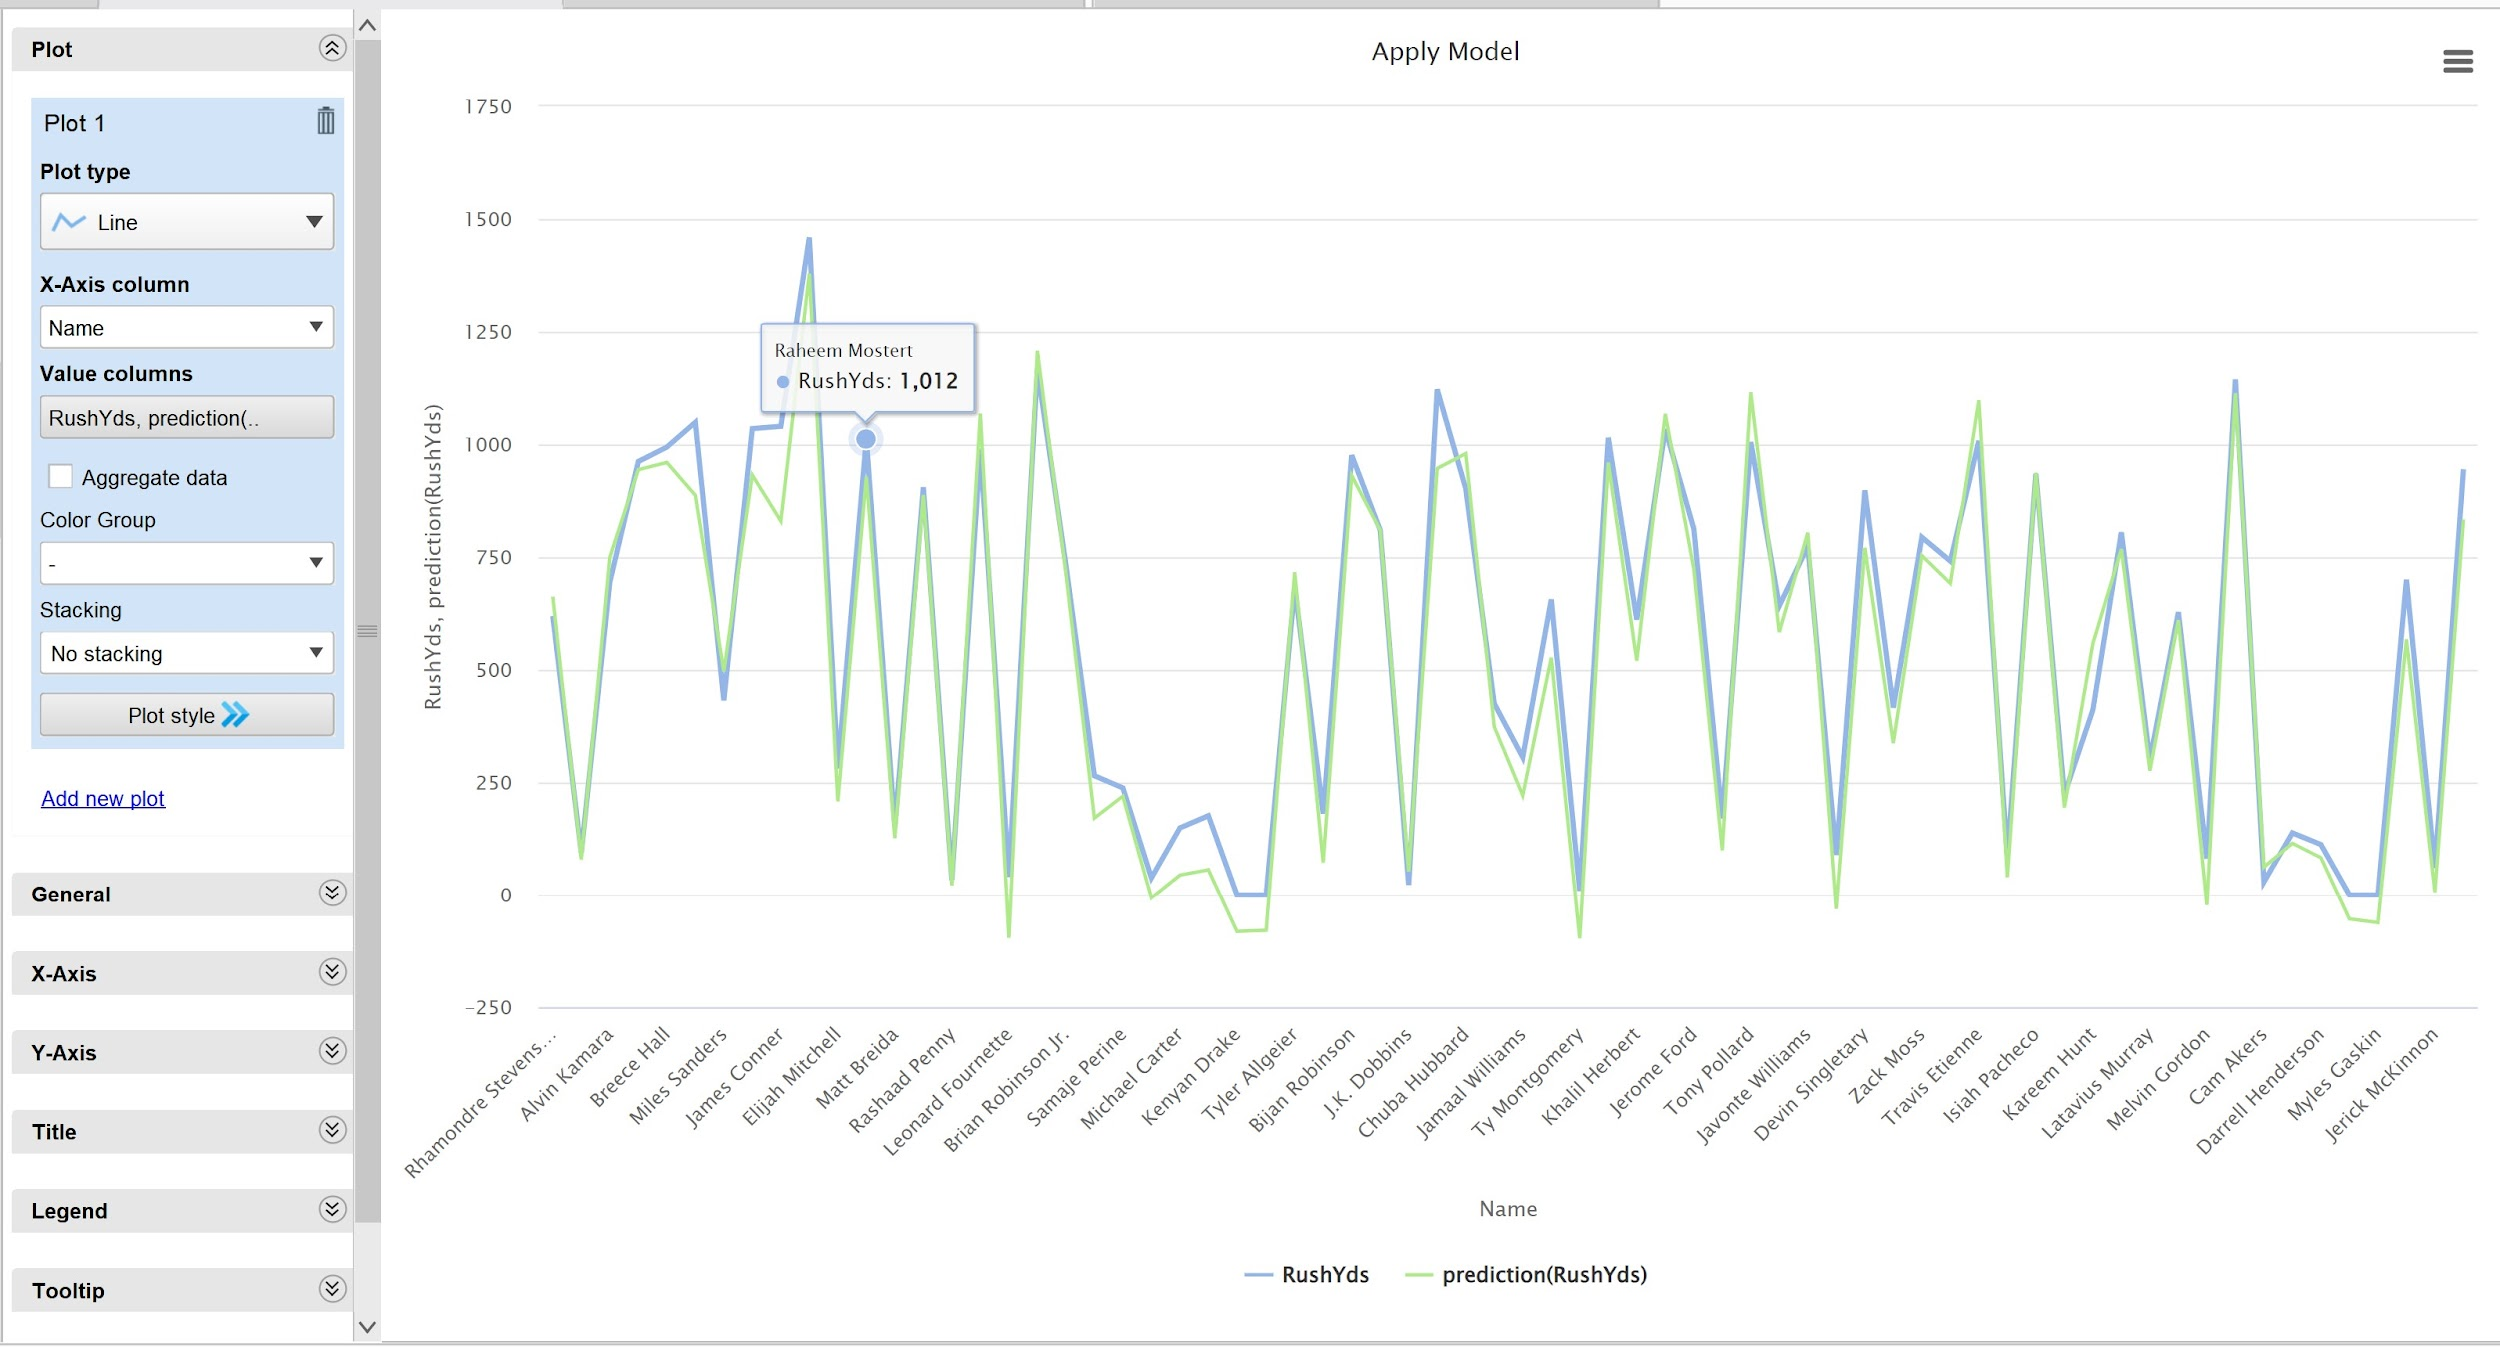 Plot
Plot 1
Plot type
Line
X-Axis column
Name
Value columns
RushYds, prediction(..
Aggregate data
Color Group
-
Stacking
No stacking
Plot style
Add new plot
General
X-Axis
Y-Axis
Title
Legend
Tooltip
Apply Model
RushYds, prediction(RushYds)
1750
1500
1250
1000
750
500
250
0
-250
Raheem Mostert
RushYds: 1,012
Rhamondre Stevens...
Alvin Kamara
Breece Hall
Miles Sanders
James Conner
Elijah Mitchell
Matt Breida
Rashaad Penny
Leonard Fournette
Brian Robinson Jr.
Samaje Perine
Michael Carter
Kenyan Drake
Tyler Allgeier
Bijan Robinson
J.K. Dobbins
Chuba Hubbard
Jamaal Williams
Ty Montgomery
Khalil Herbert
Jerome Ford
Tony Pollard
Javonte Williams
Devin Singletary
Zack Moss
Travis Etienne
Isiah Pacheco
Kareem Hunt
Latavius Murray
Melvin Gordon
Cam Akers
Darrell Henderson
Myles Gaskin
Jerick McKinnon
Name
RushYds
prediction(RushYds)